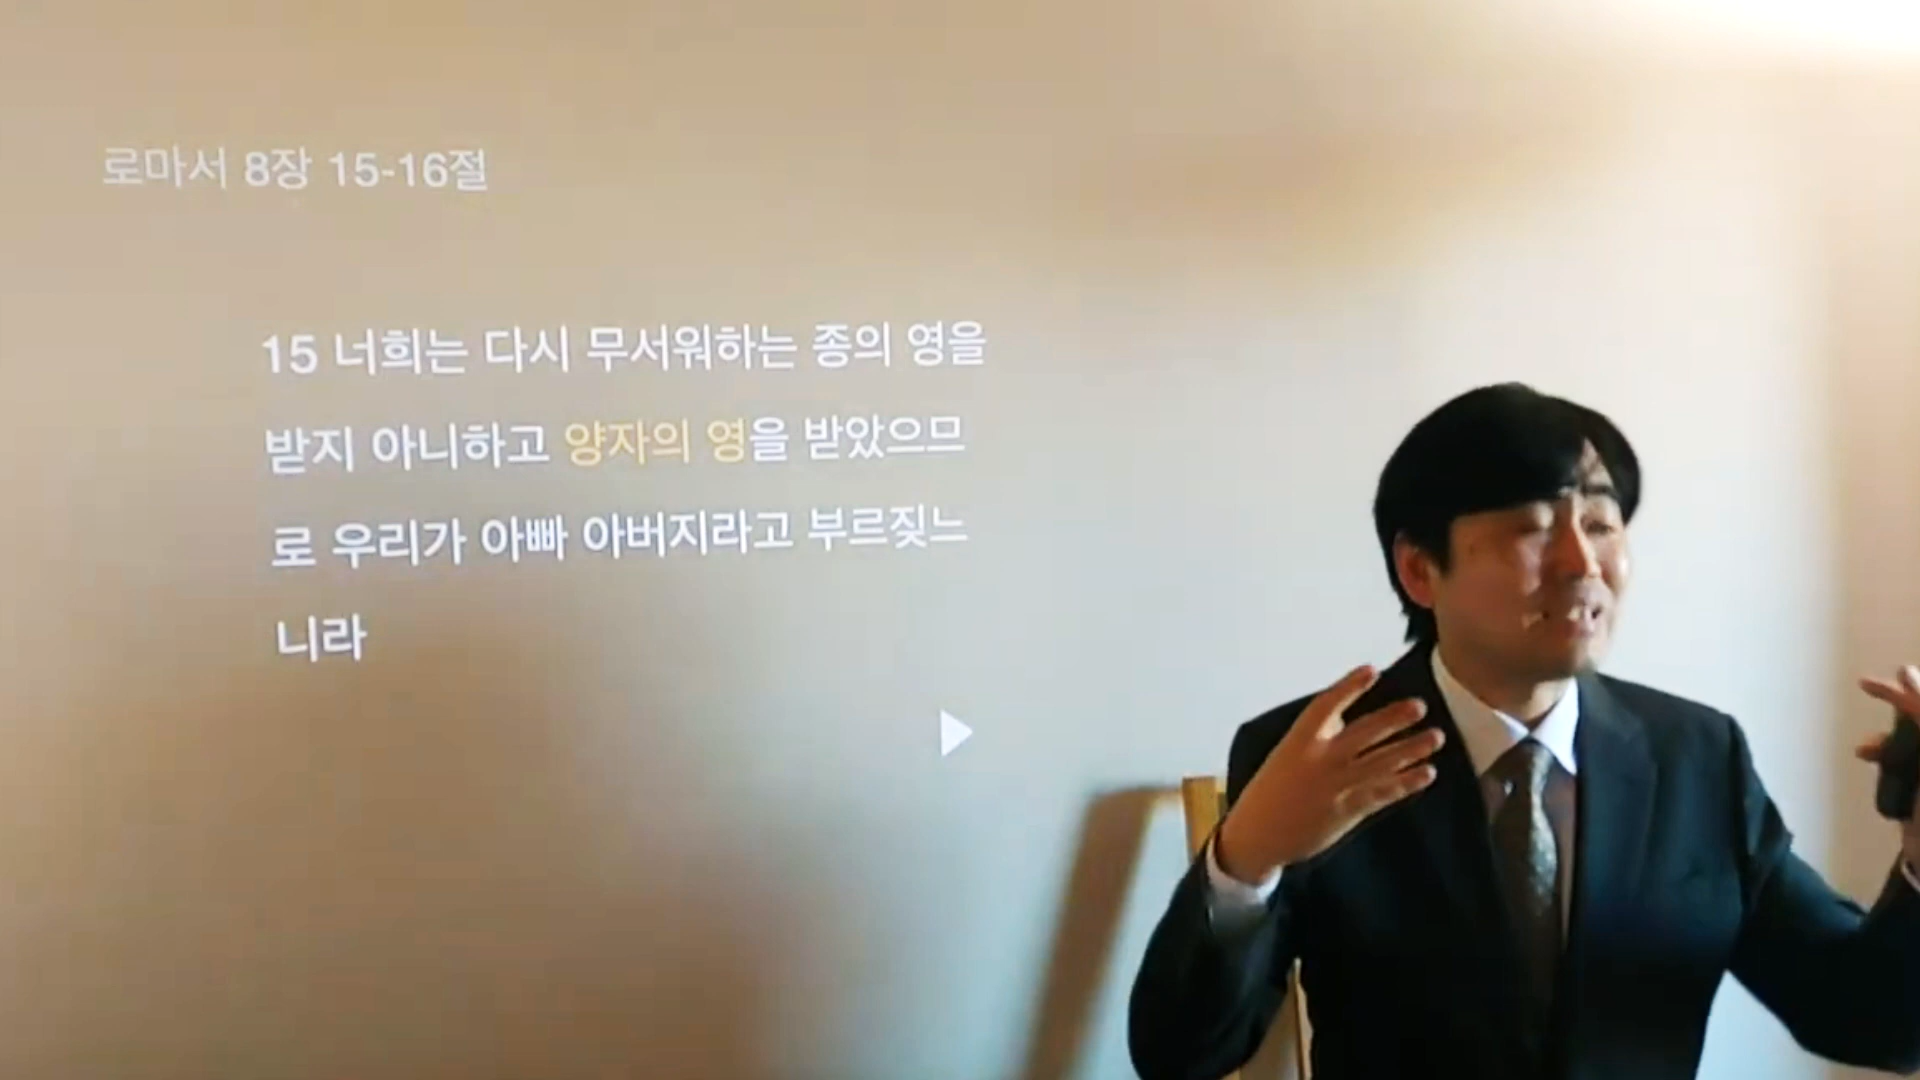 로마서 8장 15-16절
15 너희는 다시 무서워하는 종의 영을
받지 아니하고 양자의 영을 받았으므
로 우리가 아빠 아버지라고 부르짖느
니라